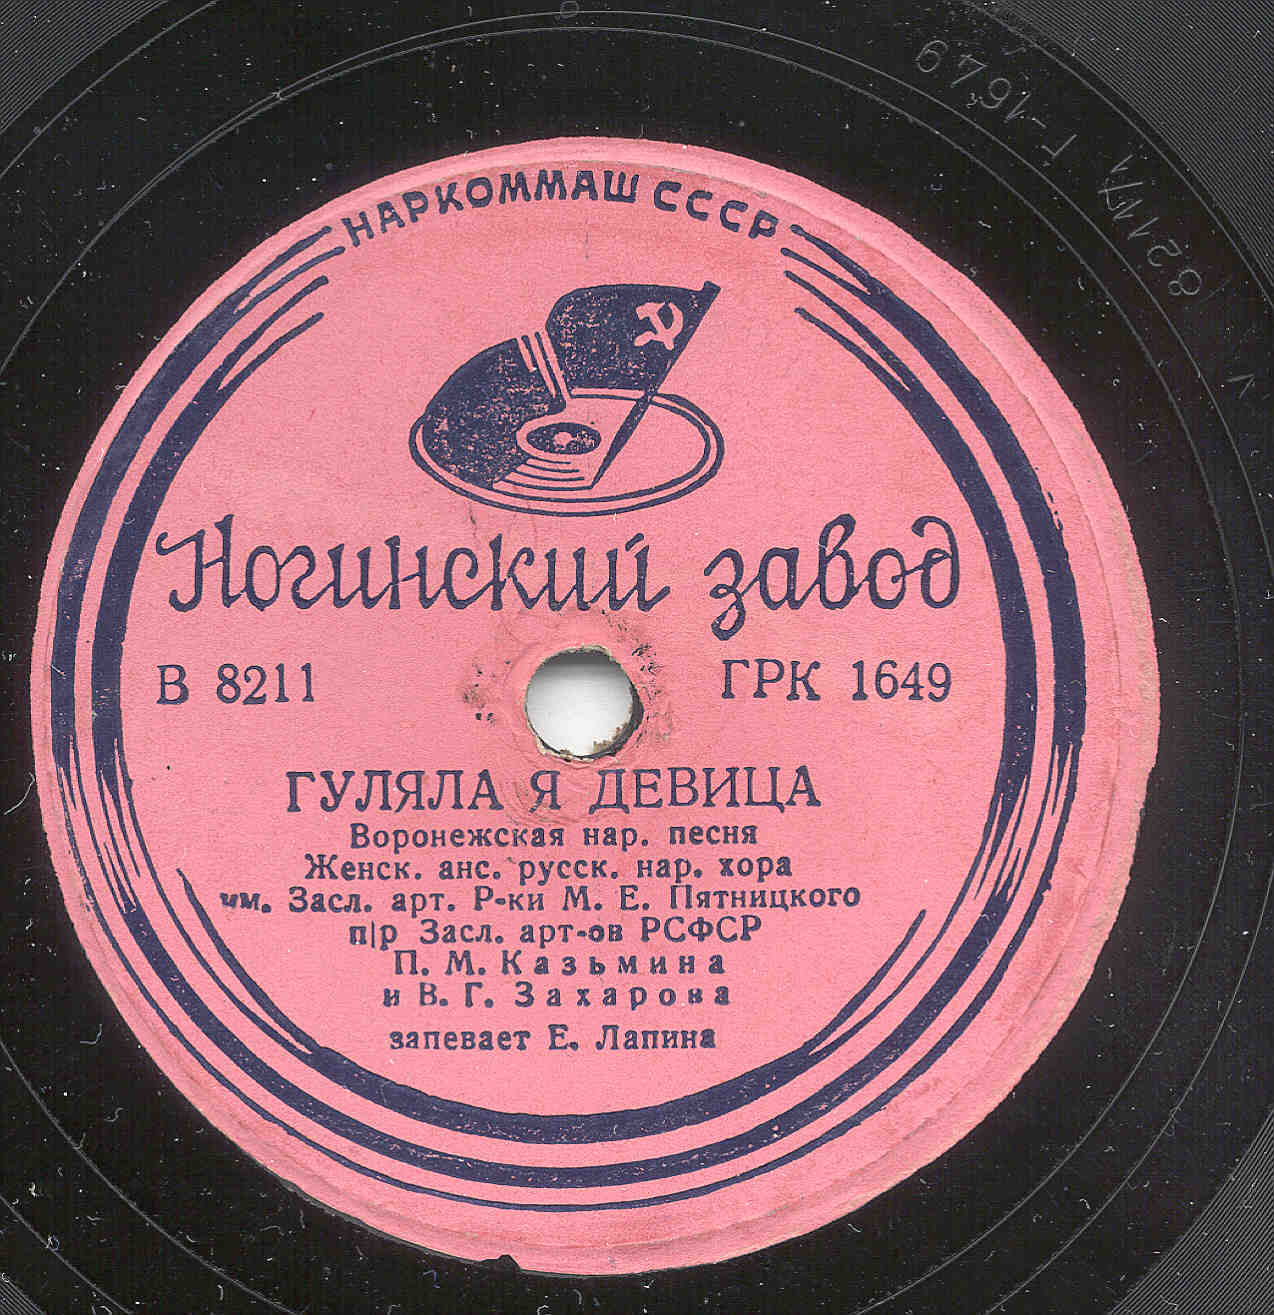 НАРКОММАШ СССР
Ногинский завод
В 8211 ГРК 1649
ГУЛЯЛА Я ДЕВИЦА
Воронежская нар. песня
Женск. анс. русск. нар. хора
им. Засл. арт. Р-ки М. Е. Пятницкого
п|р Засл. арт-ов РСФСР
П. М. Казьмина
и В. Г. Захарова
запевает Е. Лапина
Г-1649